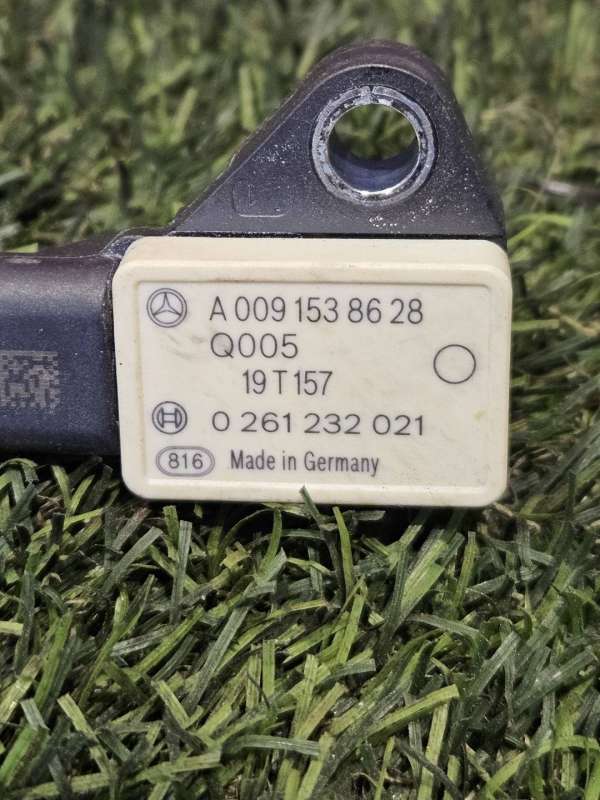 A 009 153 86 28
Q005
19 T 157
0 261 232 021
816 Made in Germany